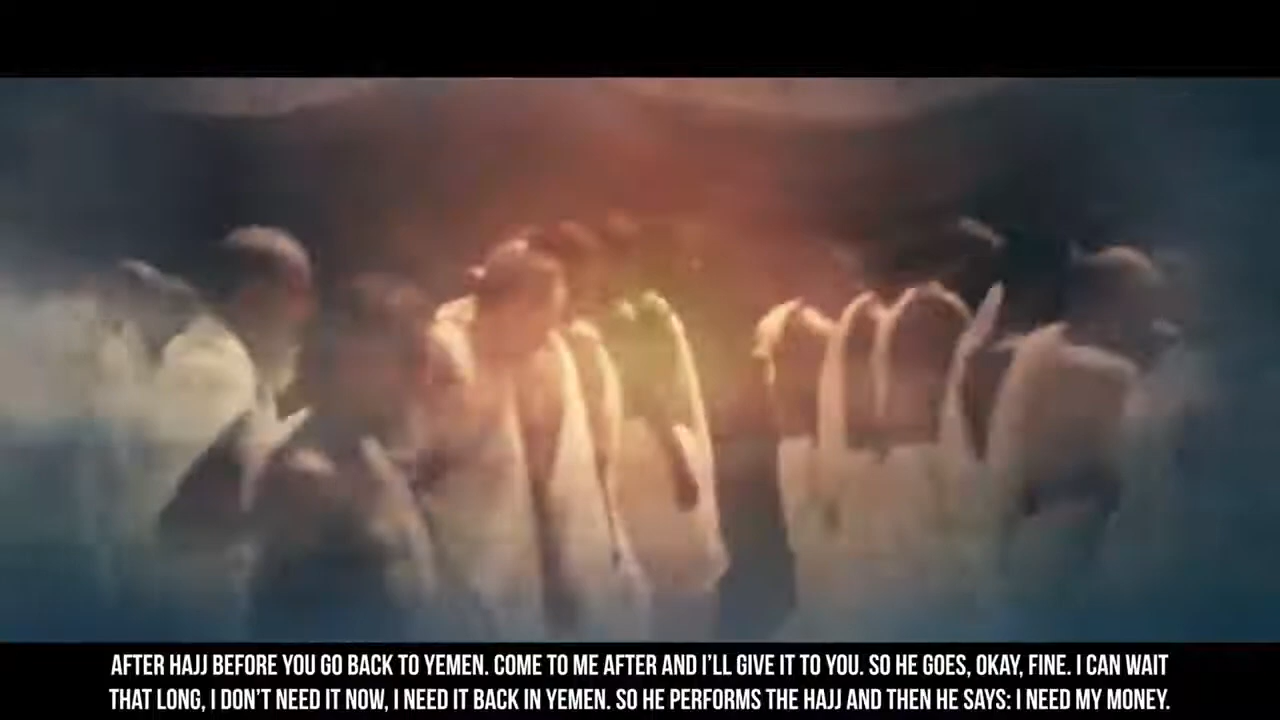 AFTER HAJJ BEFORE YOU GO BACK TO YEMEN. COME TO ME AFTER AND I'LL GIVE IT TO YOU. SO HE GOES, OKAY, FINE. I CAN WAIT
THAT LONG, I DON'T NEED IT NOW, I NEED IT BACK IN YEMEN. SO HE PERFORMS THE HAJJ AND THEN HE SAYS: I NEED MY MONEY.